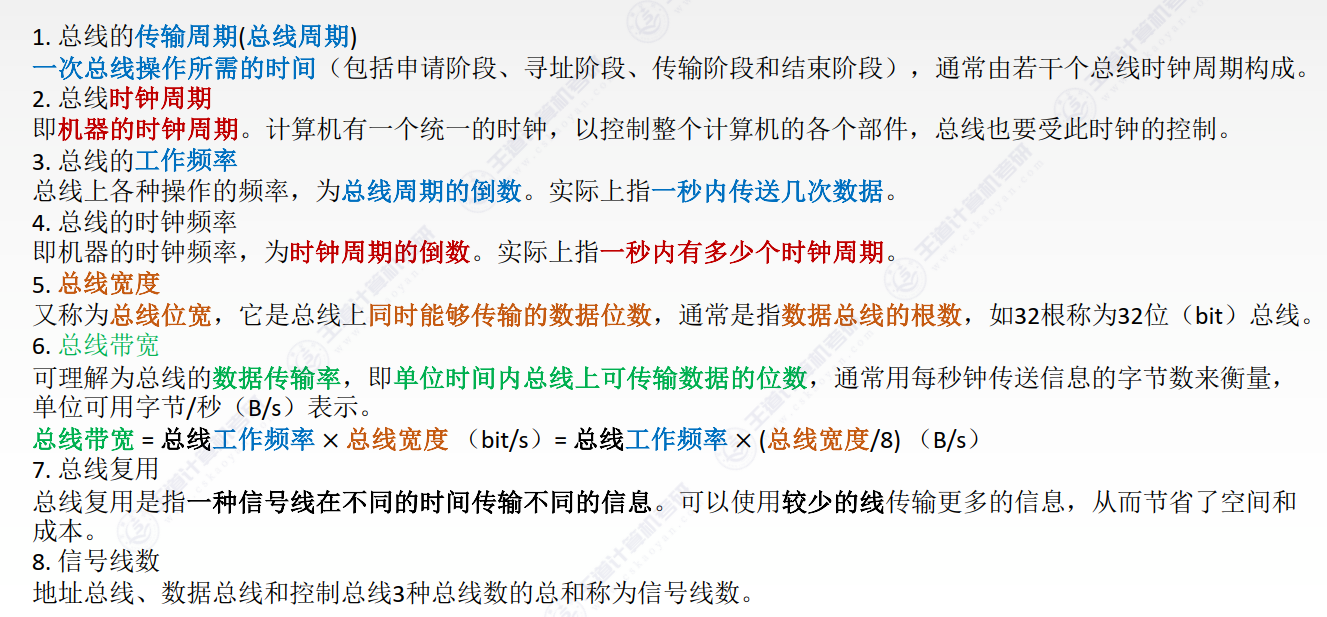 1. 总线的传输周期(总线周期)
一次总线操作所需的时间（包括申请阶段、寻址阶段、传输阶段和结束阶段），通常由若干个总线时钟周期构成。
2. 总线时钟周期
即机器的时钟周期。计算机有一个统一的时钟，以控制整个计算机的各个部件，总线也要受此时钟的控制。
3. 总线的工作频率
总线上各种操作的频率，为总线周期的倒数。实际上指一秒内传送几次数据。
4. 总线的时钟频率
即机器的时钟频率，为时钟周期的倒数。实际上指一秒内有多少个时钟周期。
5. 总线宽度
又称为总线位宽，它是总线上同时能够传输的数据位数，通常是指数据总线的根数，如32根称为32位（bit）总线。
6. 总线带宽
可理解为总线的数据传输率，即单位时间内总线上可传输数据的位数，通常用每秒钟传送信息的字节数来衡量，
单位可用字节/秒（B/s）表示。
总线带宽 = 总线工作频率 × 总线宽度 （bit/s）= 总线工作频率 × (总线宽度/8) （B/s）
7. 总线复用
总线复用是指一种信号线在不同的时间传输不同的信息。可以使用较少的线传输更多的信息，从而节省了空间和
成本。
8. 信号线数
地址总线、数据总线和控制总线3种总线数的总和称为信号线数。
王道计算机考研
王道计算机考研
王道计算机考研